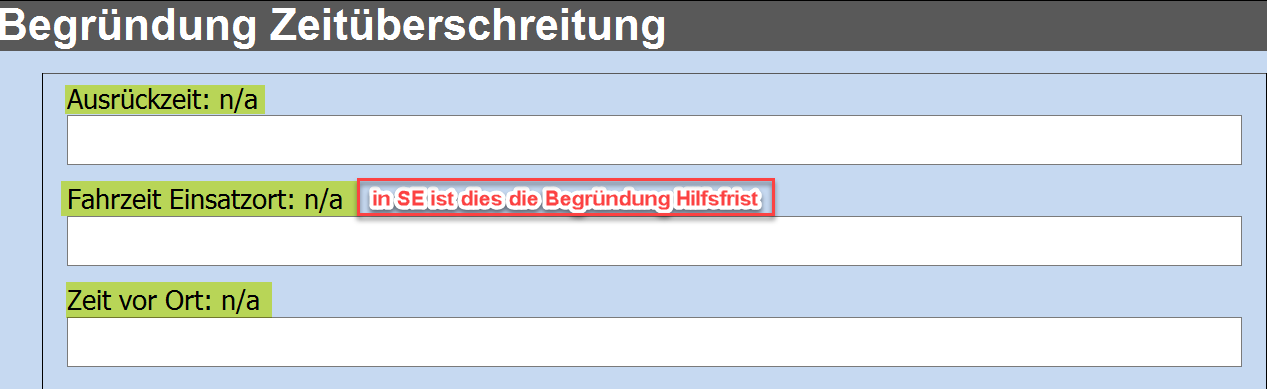 Begründung Zeitüberschreitung
Ausrückzeit: n/a
Fahrzeit Einsatzort: n/a in SE ist dies die Begründung Hilfsfrist
Zeit vor Ort: n/a